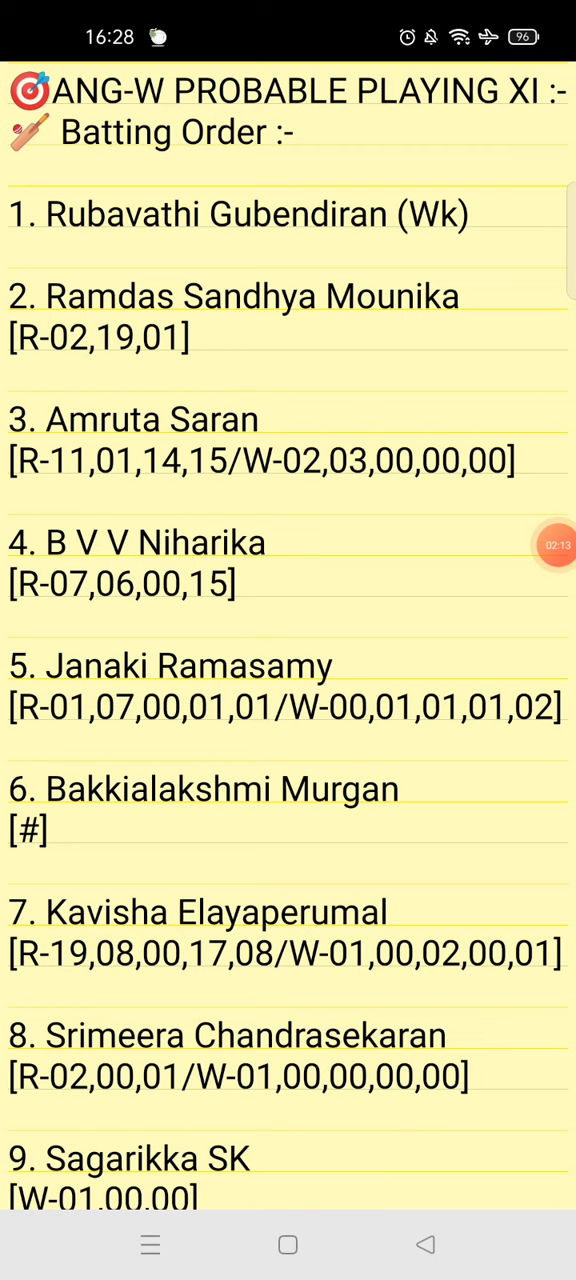 16:28
96
🎯ANG-W PROBABLE PLAYING XI :-
🏏 Batting Order :-
1. Rubavathi Gubendiran (Wk)
2. Ramdas Sandhya Mounika
[R-02,19,01]
3. Amruta Saran
[R-11,01,14,15/W-02,03,00,00,00]
4. B V V Niharika
02:13
[R-07,06,00,15]
5. Janaki Ramasamy
[R-01,07,00,01,01/W-00,01,01,01,02]
6. Bakkialakshmi Murgan
[#]
7. Kavisha Elayaperumal
[R-19,08,00,17,08/W-01,00,02,00,01]
8. Srimeera Chandrasekaran
[R-02,00,01/W-01,00,00,00,00]
9. Sagarikka SK
[W-01,00,00]